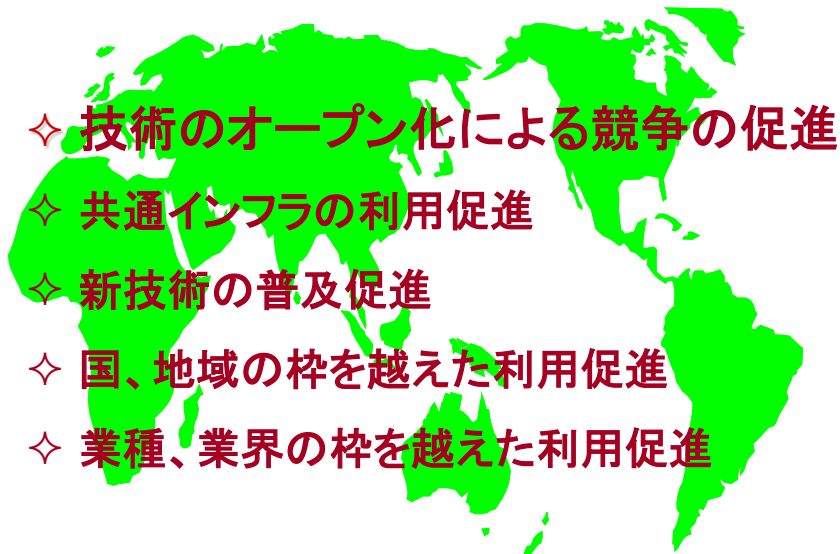 ✧ 技術のオープン化による競争の促進
✧ 共通インフラの利用促進
✧ 新技術の普及促進
✧ 国、地域の枠を越えた利用促進
✧ 業種、業界の枠を越えた利用促進